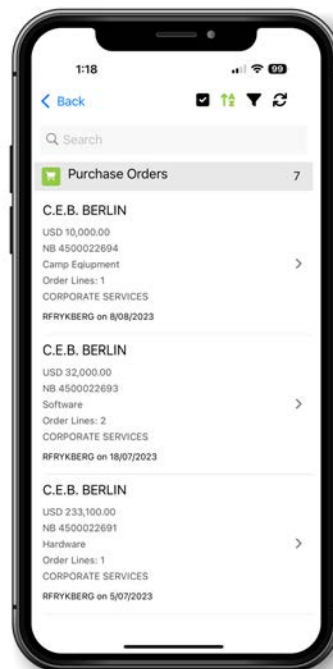 1:18
99
Back
Search
Purchase Orders 7
C.E.B. BERLIN
USD 10,000.00
NB 4500022694
Camp Eqiupment
Order Lines: 1
CORPORATE SERVICES
RFRYKBERG on 8/08/2023
C.E.B. BERLIN
USD 32,000.00
NB 4500022693
Software
Order Lines: 2
CORPORATE SERVICES
RFRYKBERG on 18/07/2023
C.E.B. BERLIN
USD 233,100.00
NB 4500022691
Hardware
Order Lines: 1
CORPORATE SERVICES
RFRYKBERG on 5/07/2023